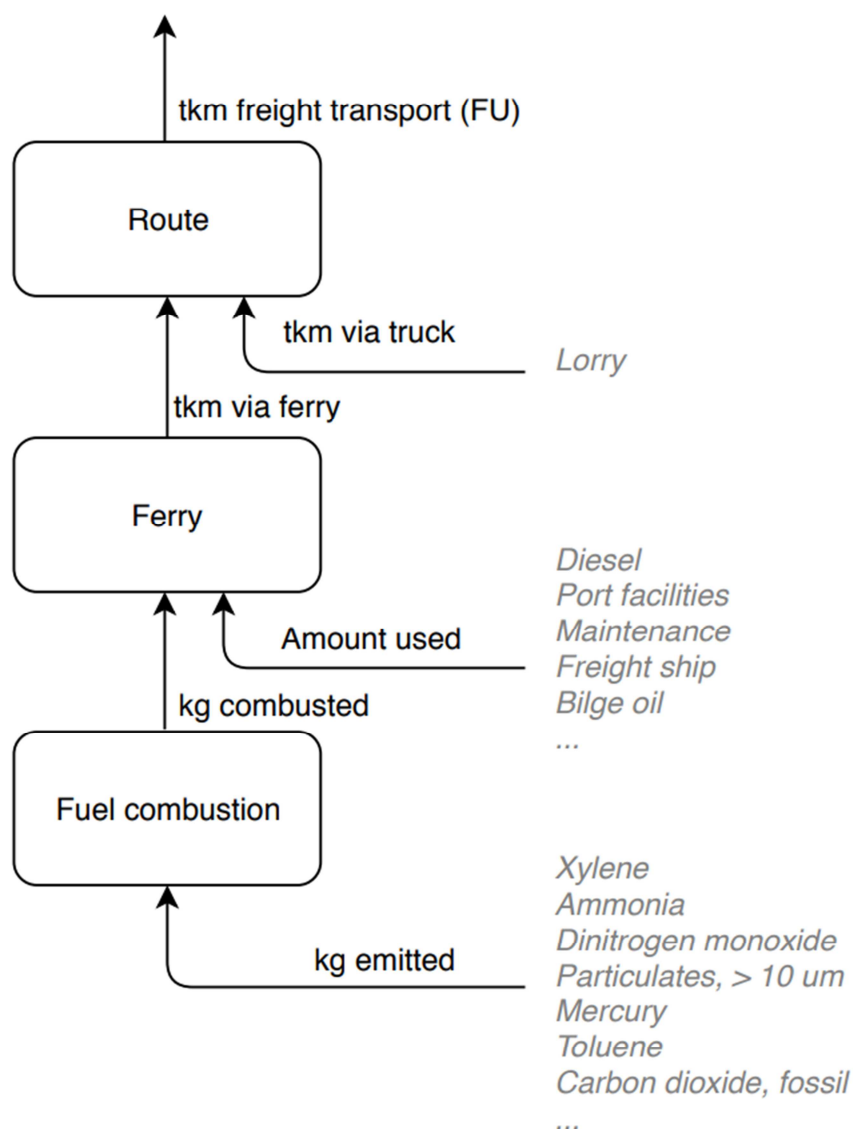 tkm freight transport (FU)
Route
tkm via truck
Lorry
tkm via ferry
Ferry
Diesel
Port facilities
Maintenance
Freight ship
Bilge oil
...
Amount used
kg combusted
Fuel combustion
Xylene
Ammonia
Dinitrogen monoxide
Particulates, > 10 um
Mercury
Toluene
Carbon dioxide, fossil
...
kg emitted